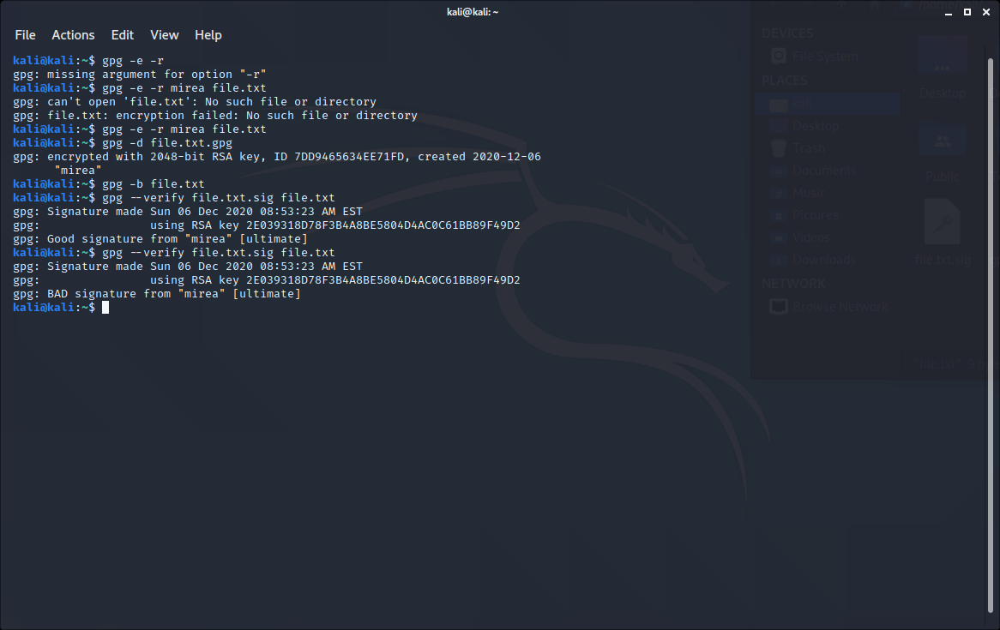 kali@kali: ~
File Actions Edit View Help
kali@kali:~$ gpg -e -r
gpg: missing argument for option "-r"
kali@kali:~$ gpg -e -r mirea file.txt
gpg: can't open 'file.txt': No such file or directory
gpg: file.txt: encryption failed: No such file or directory
kali@kali:~$ gpg -e -r mirea file.txt
kali@kali:~$ gpg -d file.txt.gpg
gpg: encrypted with 2048-bit RSA key, ID 7DD9465634EE71FD, created 2020-12-06
"mirea"
kali@kali:~$ gpg -b file.txt
kali@kali:~$ gpg --verify file.txt.sig file.txt
gpg: Signature made Sun 06 Dec 2020 08:53:23 AM EST
gpg: using RSA key 2E039318D78F3B4A8BE5804D4AC0C61BB89F49D2
gpg: Good signature from "mirea" [ultimate]
kali@kali:~$ gpg --verify file.txt.sig file.txt
gpg: Signature made Sun 06 Dec 2020 08:53:23 AM EST
gpg: using RSA key 2E039318D78F3B4A8BE5804D4AC0C61BB89F49D2
gpg: BAD signature from "mirea" [ultimate]
kali@kali:~$
DEVICES
File System
PLACES
kali
Desktop
Trash
Documents
Music
Pictures
Videos
Downloads
NETWORK
Browse Network
Desktop
Public
file.txt.sig
"file.txt" 9